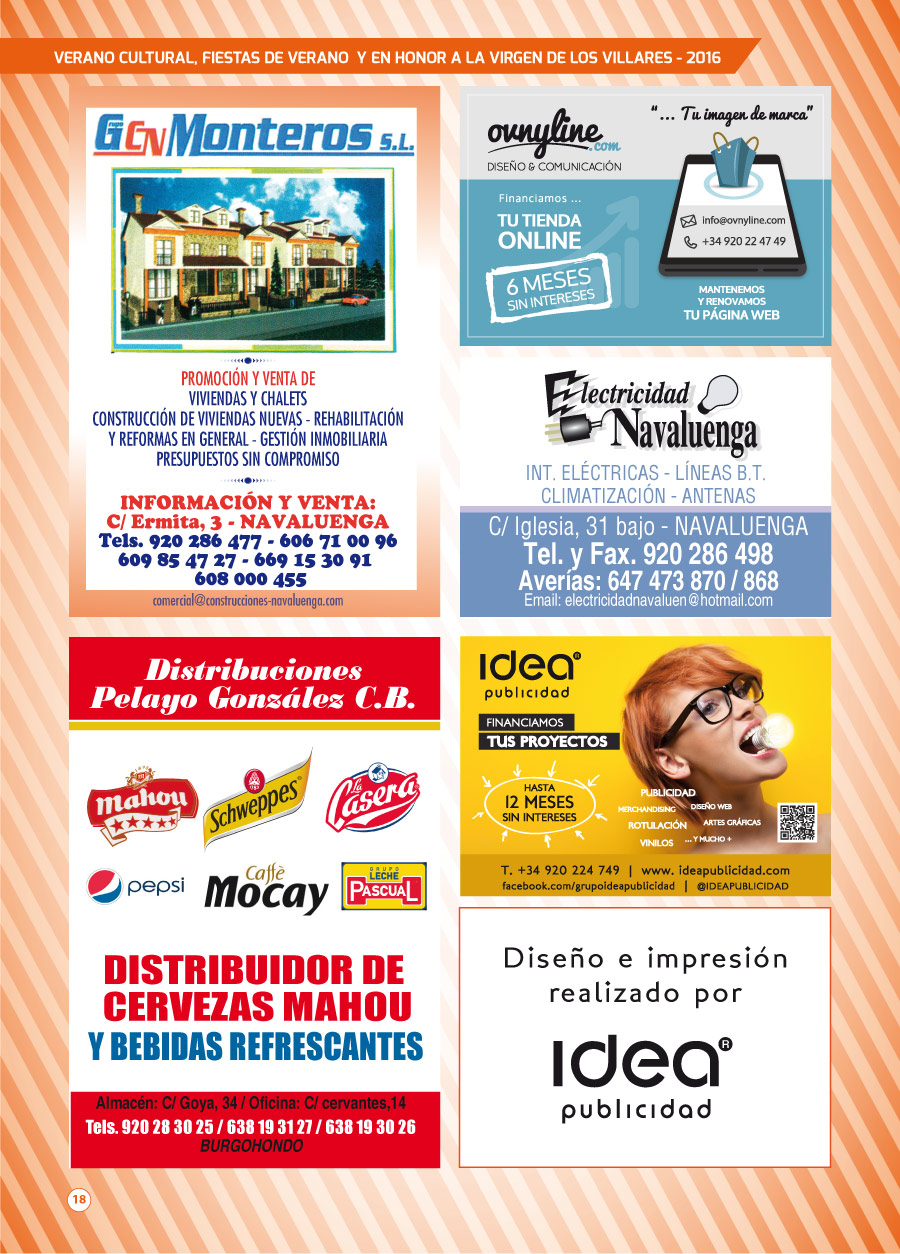 VERANO CULTURAL, FIESTAS DE VERANO Y EN HONOR A LA VIRGEN DE LOS VILLARES - 2016
Grupo GCN Monteros S.L.
PROMOCIÓN Y VENTA DE
VIVIENDAS Y CHALETS
CONSTRUCCIÓN DE VIVIENDAS NUEVAS - REHABILITACIÓN
Y REFORMAS EN GENERAL - GESTIÓN INMOBILIARIA
PRESUPUESTOS SIN COMPROMISO
INFORMACIÓN Y VENTA:
C/ Ermita, 3 - NAVALUENGA
Tels. 920 286 477 - 606 71 00 96
609 85 47 27 - 669 15 30 91
608 000 455
comercial@construcciones-navaluenga.com
ovnyline.com
DISEÑO & COMUNICACIÓN
"... Tu imagen de marca"
Financiamos ...
TU TIENDA
ONLINE
6 MESES
SIN INTERESES
info@ovnyline.com
+34 920 22 47 49
MANTENEMOS
Y RENOVAMOS
TU PÁGINA WEB
Electricidad
Navaluenga
INT. ELÉCTRICAS - LÍNEAS B.T.
CLIMATIZACIÓN - ANTENAS
C/ Iglesia, 31 bajo - NAVALUENGA
Tel. y Fax. 920 286 498
Averías: 647 473 870 / 868
Email: electricidadnavaluen@hotmail.com
Distribuciones
Pelayo González C.B.
mahou
Schweppes
La Casera
pepsi
Caffè
Mocay
GRUPO
LECHE
PASCUAL
DISTRIBUIDOR DE
CERVEZAS MAHOU
Y BEBIDAS REFRESCANTES
Almacén: C/ Goya, 34 / Oficina: C/ cervantes,14
Tels. 920 28 30 25 / 638 19 31 27 / 638 19 30 26
BURGOHONDO
idea®
publicidad
FINANCIAMOS
TUS PROYECTOS
HASTA
12 MESES
SIN INTERESES
PUBLICIDAD
MERCHANDISING DISEÑO WEB
ROTULACIÓN ARTES GRÁFICAS
VINILOS ... Y MUCHO +
T. +34 920 224 749 | www. ideapublicidad.com
facebook.com/grupoideapublicidad | @IDEAPUBLICIDAD
Diseño e impresión
realizado por
idea®
publicidad
18